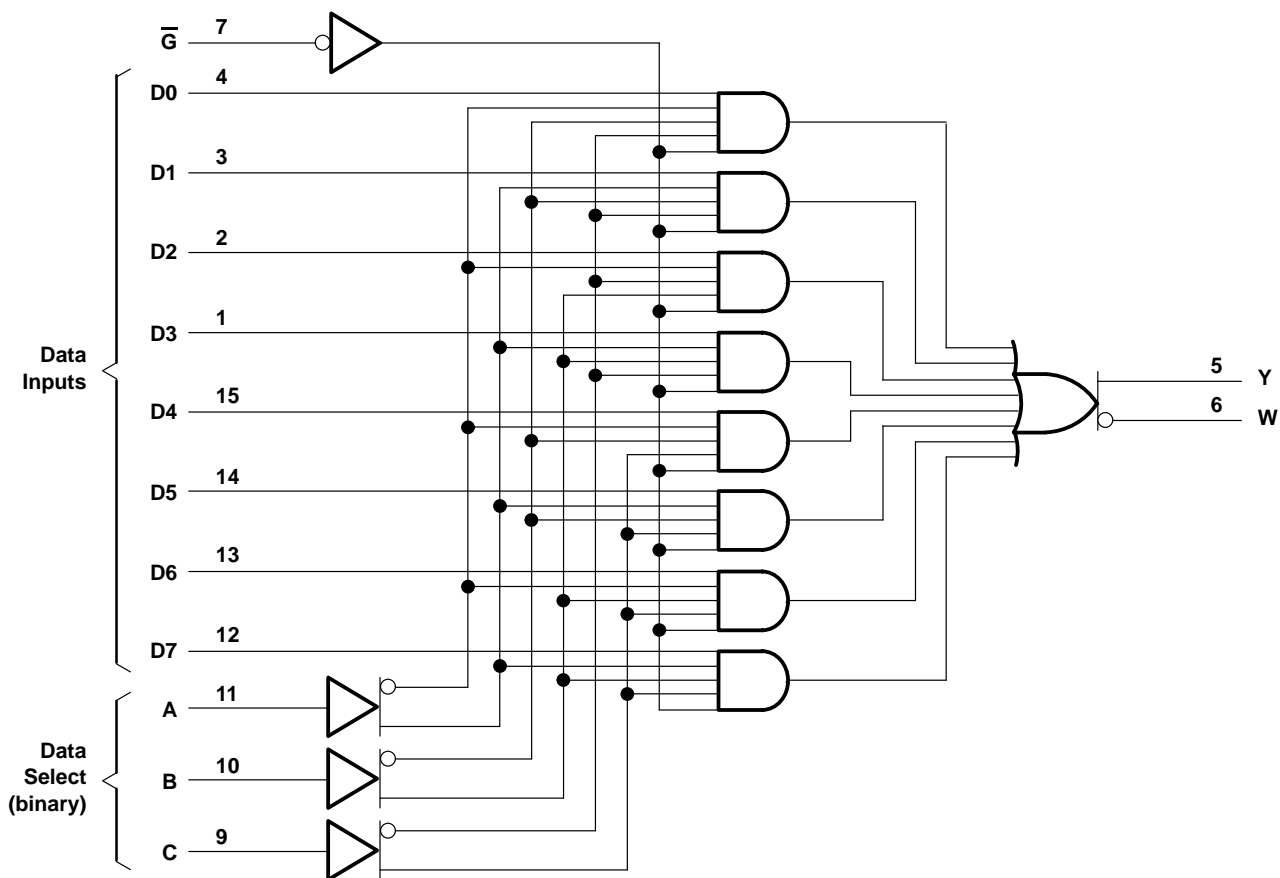 G̅ 7
D0 4
D1 3
D2 2
D3 1
Data
Inputs
D4 15
D5 14
D6 13
D7 12
5 Y
6 W
A 11
Data
Select
(binary)
B 10
C 9